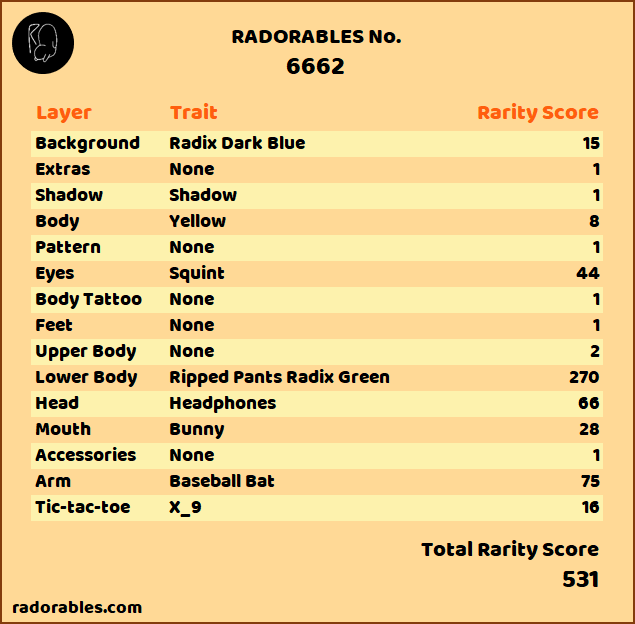 RADORABLES No.
6662
Layer Trait Rarity Score
Background Radix Dark Blue 15
Extras None 1
Shadow Shadow 1
Body Yellow 8
Pattern None 1
Eyes Squint 44
Body Tattoo None 1
Feet None 1
Upper Body None 2
Lower Body Ripped Pants Radix Green 270
Head Headphones 66
Mouth Bunny 28
Accessories None 1
Arm Baseball Bat 75
Tic-tac-toe X_9 16
Total Rarity Score
531
radorables.com